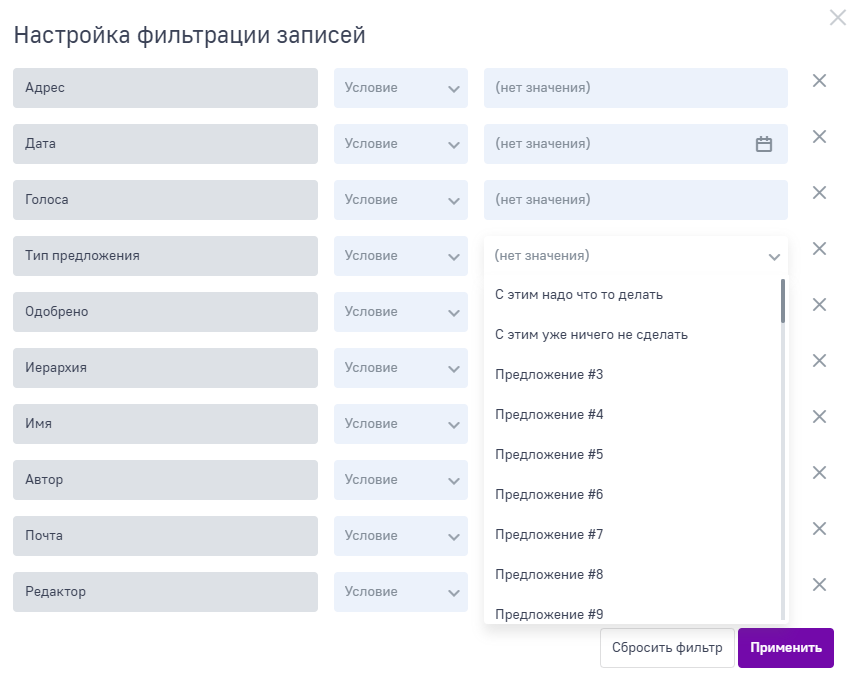 Настройка фильтрации записей
Адрес Условие (нет значения)
Дата Условие (нет значения)
Голоса Условие (нет значения)
Тип предложения Условие (нет значения)
С этим надо что то делать
Одобрено Условие
С этим уже ничего не сделать
Иерархия Условие
Предложение #3
Имя Условие
Предложение #4
Предложение #5
Автор Условие
Предложение #6
Почта Условие
Предложение #7
Предложение #8
Редактор Условие
Предложение #9
Сбросить фильтр Применить